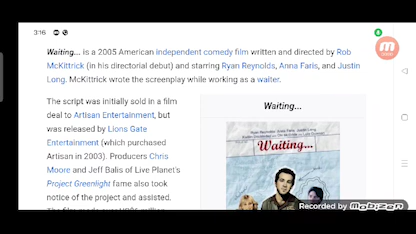 3:16
Waiting... is a 2005 American independent comedy film written and directed by Rob
McKittrick (in his directorial debut) and starring Ryan Reynolds, Anna Faris, and Justin
Long. McKittrick wrote the screenplay while working as a waiter.
The script was initially sold in a film
deal to Artisan Entertainment, but
was released by Lions Gate
Entertainment (which purchased
Artisan in 2003). Producers Chris
Moore and Jeff Balis of Live Planet's
Project Greenlight fame also took
notice of the project and assisted.
Waiting...
Waiting...
Recorded by mobizen